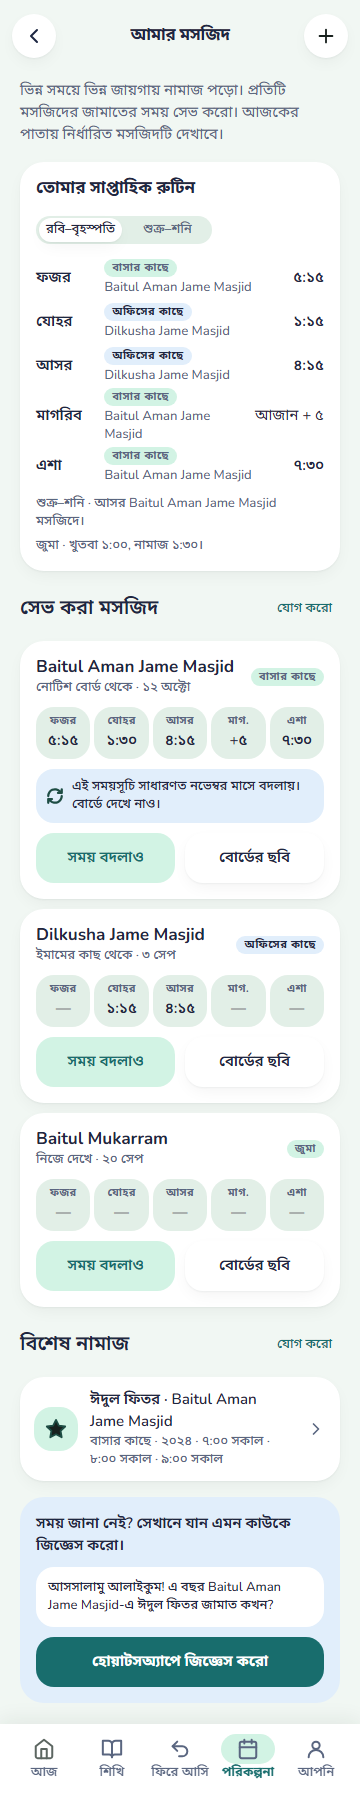 আমার মসজিদ
ভিন্ন সময়ে ভিন্ন জায়গায় নামাজ পড়ো। প্রতিটি
মসজিদের জামাতের সময় সেভ করো। আজকের
পাতায় নির্ধারিত মসজিদটি দেখাবে।
তোমার সাপ্তাহিক রুটিন
রবি–বৃহস্পতি শুক্র–শনি
বাসার কাছে
ফজর Baitul Aman Jame Masjid ৫:১৫
অফিসের কাছে
যোহর Dilkusha Jame Masjid ১:১৫
অফিসের কাছে
আসর Dilkusha Jame Masjid ৪:১৫
বাসার কাছে
মাগরিব Baitul Aman Jame আজান + ৫
Masjid
বাসার কাছে
এশা Baitul Aman Jame Masjid ৭:৩০
শুক্র–শনি · আসর Baitul Aman Jame Masjid
মসজিদে।
জুমা · খুতবা ১:০০, নামাজ ১:৩০।
সেভ করা মসজিদ যোগ করো
Baitul Aman Jame Masjid বাসার কাছে
নোটিশ বোর্ড থেকে · ১২ অক্টো
ফজর যোহর আসর মাগ. এশা
৫:১৫ ১:৩০ ৪:১৫ +৫ ৭:৩০
এই সময়সূচি সাধারণত নভেম্বর মাসে বদলায়।
বোর্ডে দেখে নাও।
সময় বদলাও বোর্ডের ছবি
Dilkusha Jame Masjid অফিসের কাছে
ইমামের কাছ থেকে · ৩ সেপ
ফজর যোহর আসর মাগ. এশা
— ১:১৫ ৪:১৫ — —
সময় বদলাও বোর্ডের ছবি
Baitul Mukarram জুমা
নিজে দেখে · ২০ সেপ
ফজর যোহর আসর মাগ. এশা
— — — — —
সময় বদলাও বোর্ডের ছবি
বিশেষ নামাজ যোগ করো
ঈদুল ফিতর · Baitul Aman
Jame Masjid
বাসার কাছে · ২০২৪ · ৭:০০ সকাল ·
৮:০০ সকাল · ৯:০০ সকাল
সময় জানা নেই? সেখানে যান এমন কাউকে
জিজ্ঞেস করো।
আসসালামু আলাইকুম! এ বছর Baitul Aman
Jame Masjid-এ ঈদুল ফিতর জামাত কখন?
হোয়াটসঅ্যাপে জিজ্ঞেস করো
আজ শিখি ফিরে আসি পরিকল্পনা আপনি